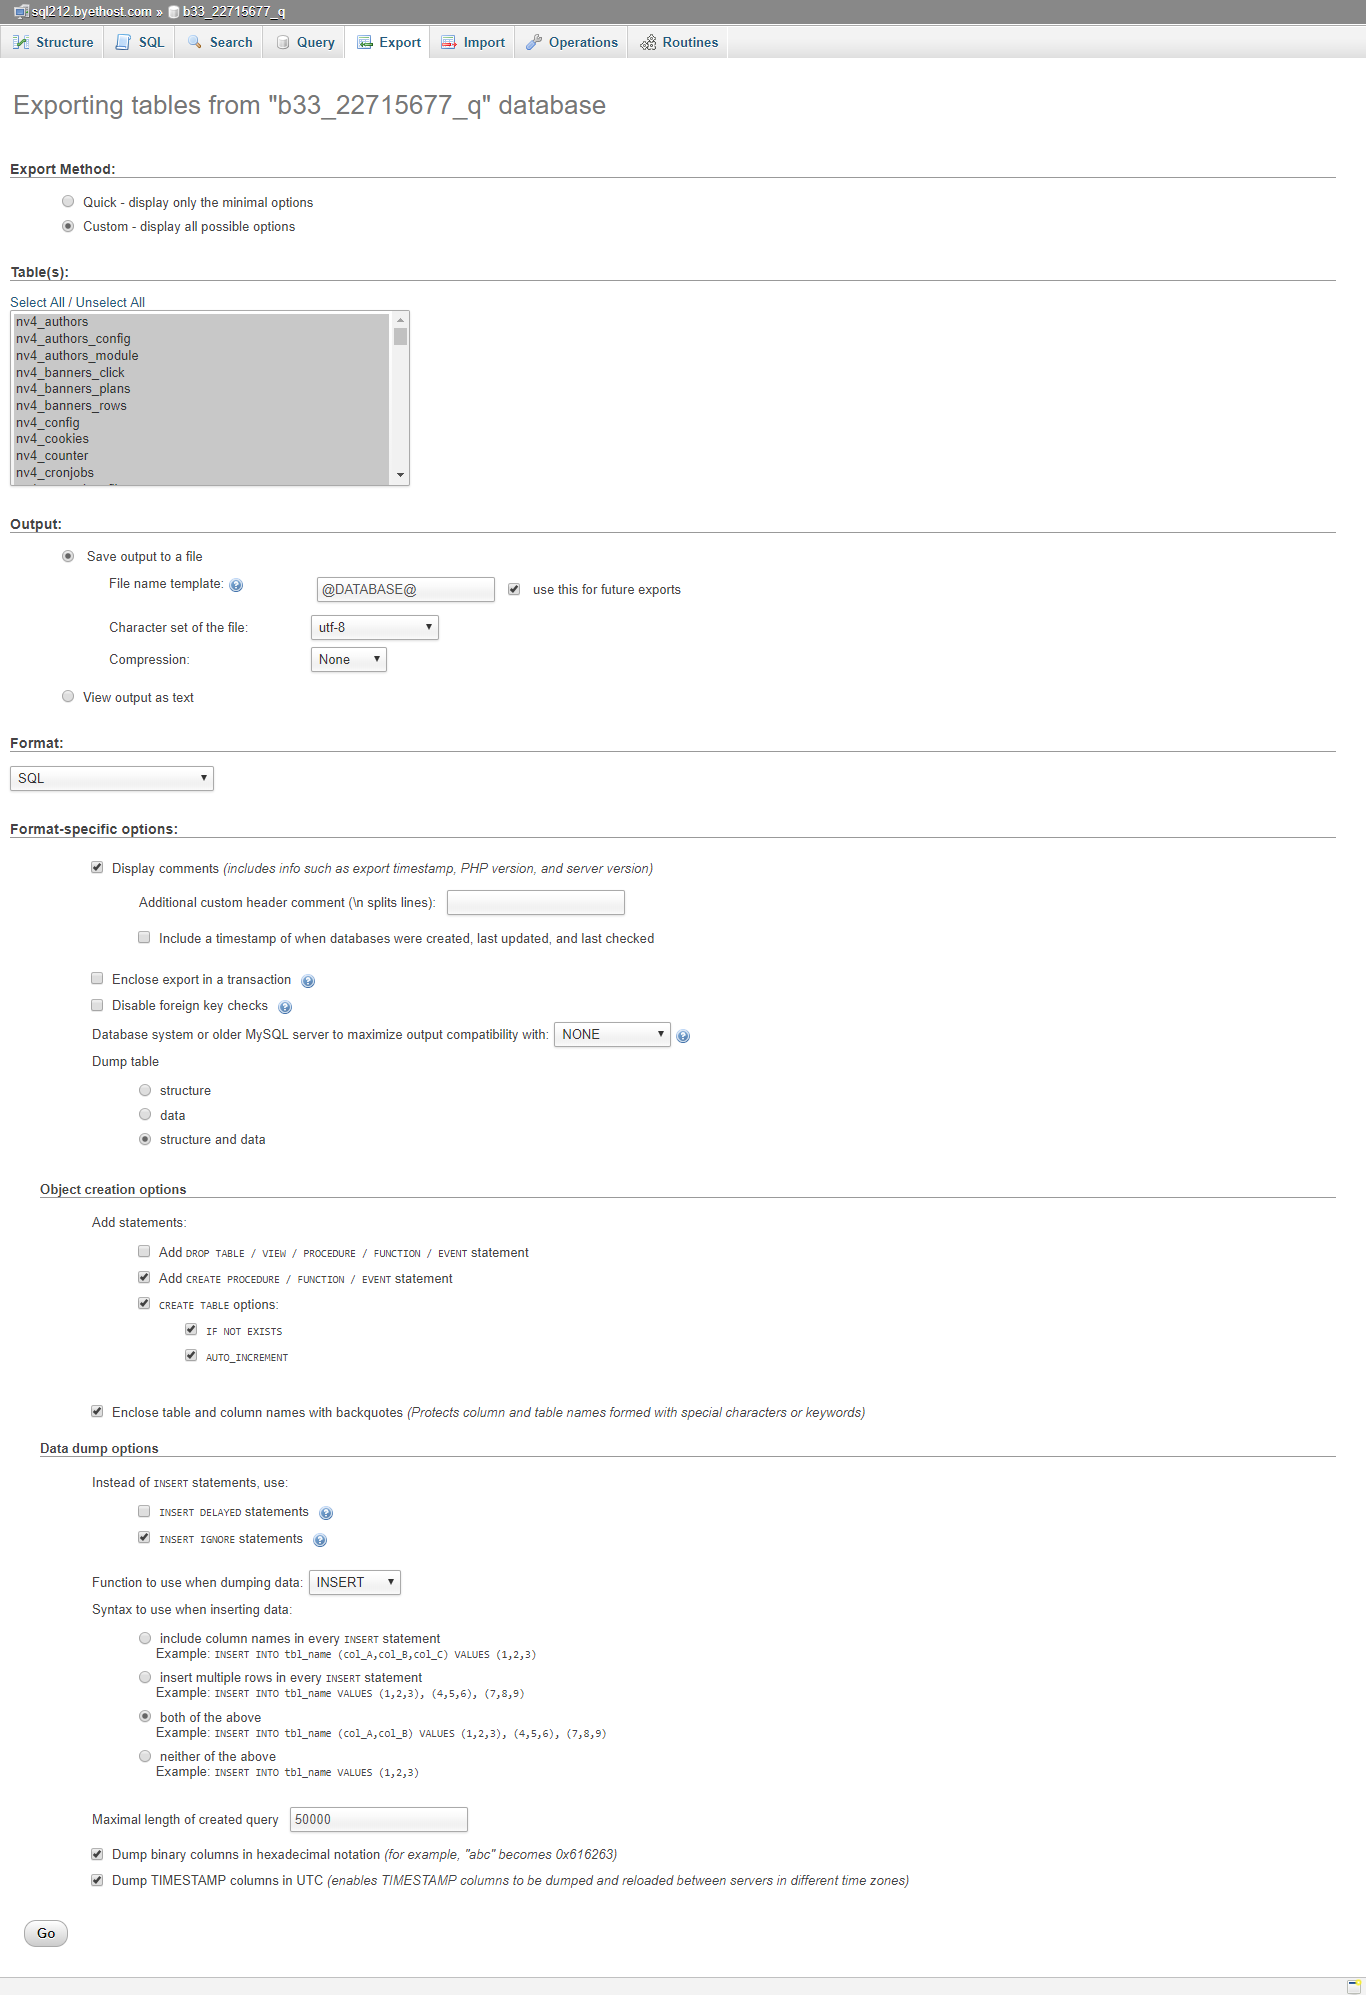 sql212.byethost.com » b33_22715677_q
Structure SQL Search Query Export Import Operations Routines
Exporting tables from "b33_22715677_q" database
Export Method:
Quick - display only the minimal options
Custom - display all possible options
Table(s):
Select All / Unselect All
nv4_authors
nv4_authors_config
nv4_authors_module
nv4_banners_click
nv4_banners_plans
nv4_banners_rows
nv4_config
nv4_cookies
nv4_counter
nv4_cronjobs
Output:
Save output to a file
File name template: @DATABASE@ use this for future exports
Character set of the file: utf-8
Compression: None
View output as text
Format:
SQL
Format-specific options:
Display comments (includes info such as export timestamp, PHP version, and server version)
Additional custom header comment (\n splits lines):
Include a timestamp of when databases were created, last updated, and last checked
Enclose export in a transaction
Disable foreign key checks
Database system or older MySQL server to maximize output compatibility with: NONE
Dump table
structure
data
structure and data
Object creation options
Add statements:
Add DROP TABLE / VIEW / PROCEDURE / FUNCTION / EVENT statement
Add CREATE PROCEDURE / FUNCTION / EVENT statement
CREATE TABLE options:
IF NOT EXISTS
AUTO_INCREMENT
Enclose table and column names with backquotes (Protects column and table names formed with special characters or keywords)
Data dump options
Instead of INSERT statements, use:
INSERT DELAYED statements
INSERT IGNORE statements
Function to use when dumping data: INSERT
Syntax to use when inserting data:
include column names in every INSERT statement
Example: INSERT INTO tbl_name (col_A,col_B,col_C) VALUES (1,2,3)
insert multiple rows in every INSERT statement
Example: INSERT INTO tbl_name VALUES (1,2,3), (4,5,6), (7,8,9)
both of the above
Example: INSERT INTO tbl_name (col_A,col_B) VALUES (1,2,3), (4,5,6), (7,8,9)
neither of the above
Example: INSERT INTO tbl_name VALUES (1,2,3)
Maximal length of created query 50000
Dump binary columns in hexadecimal notation (for example, "abc" becomes 0x616263)
Dump TIMESTAMP columns in UTC (enables TIMESTAMP columns to be dumped and reloaded between servers in different time zones)
Go